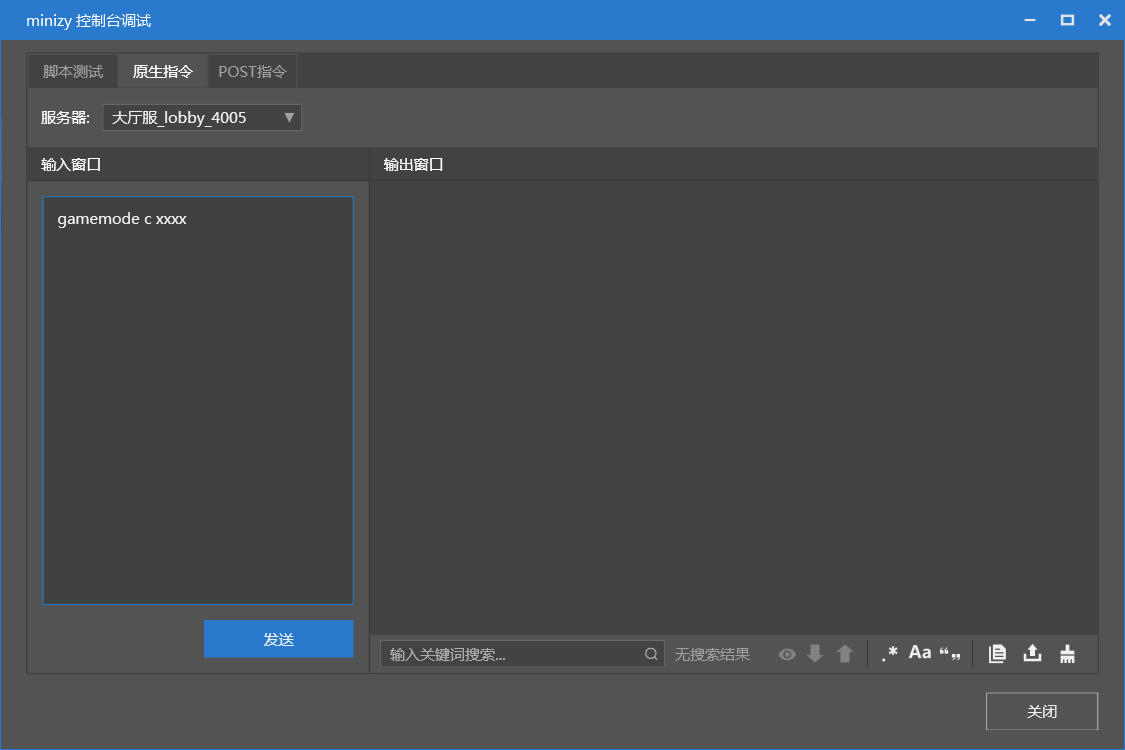 minizy 控制台调试
脚本测试 原生指令 POST指令
服务器: 大厅服_lobby_4005
输入窗口 输出窗口
gamemode c xxxx
发送
输入关键词搜索... 无搜索结果 .* Aa “„
关闭